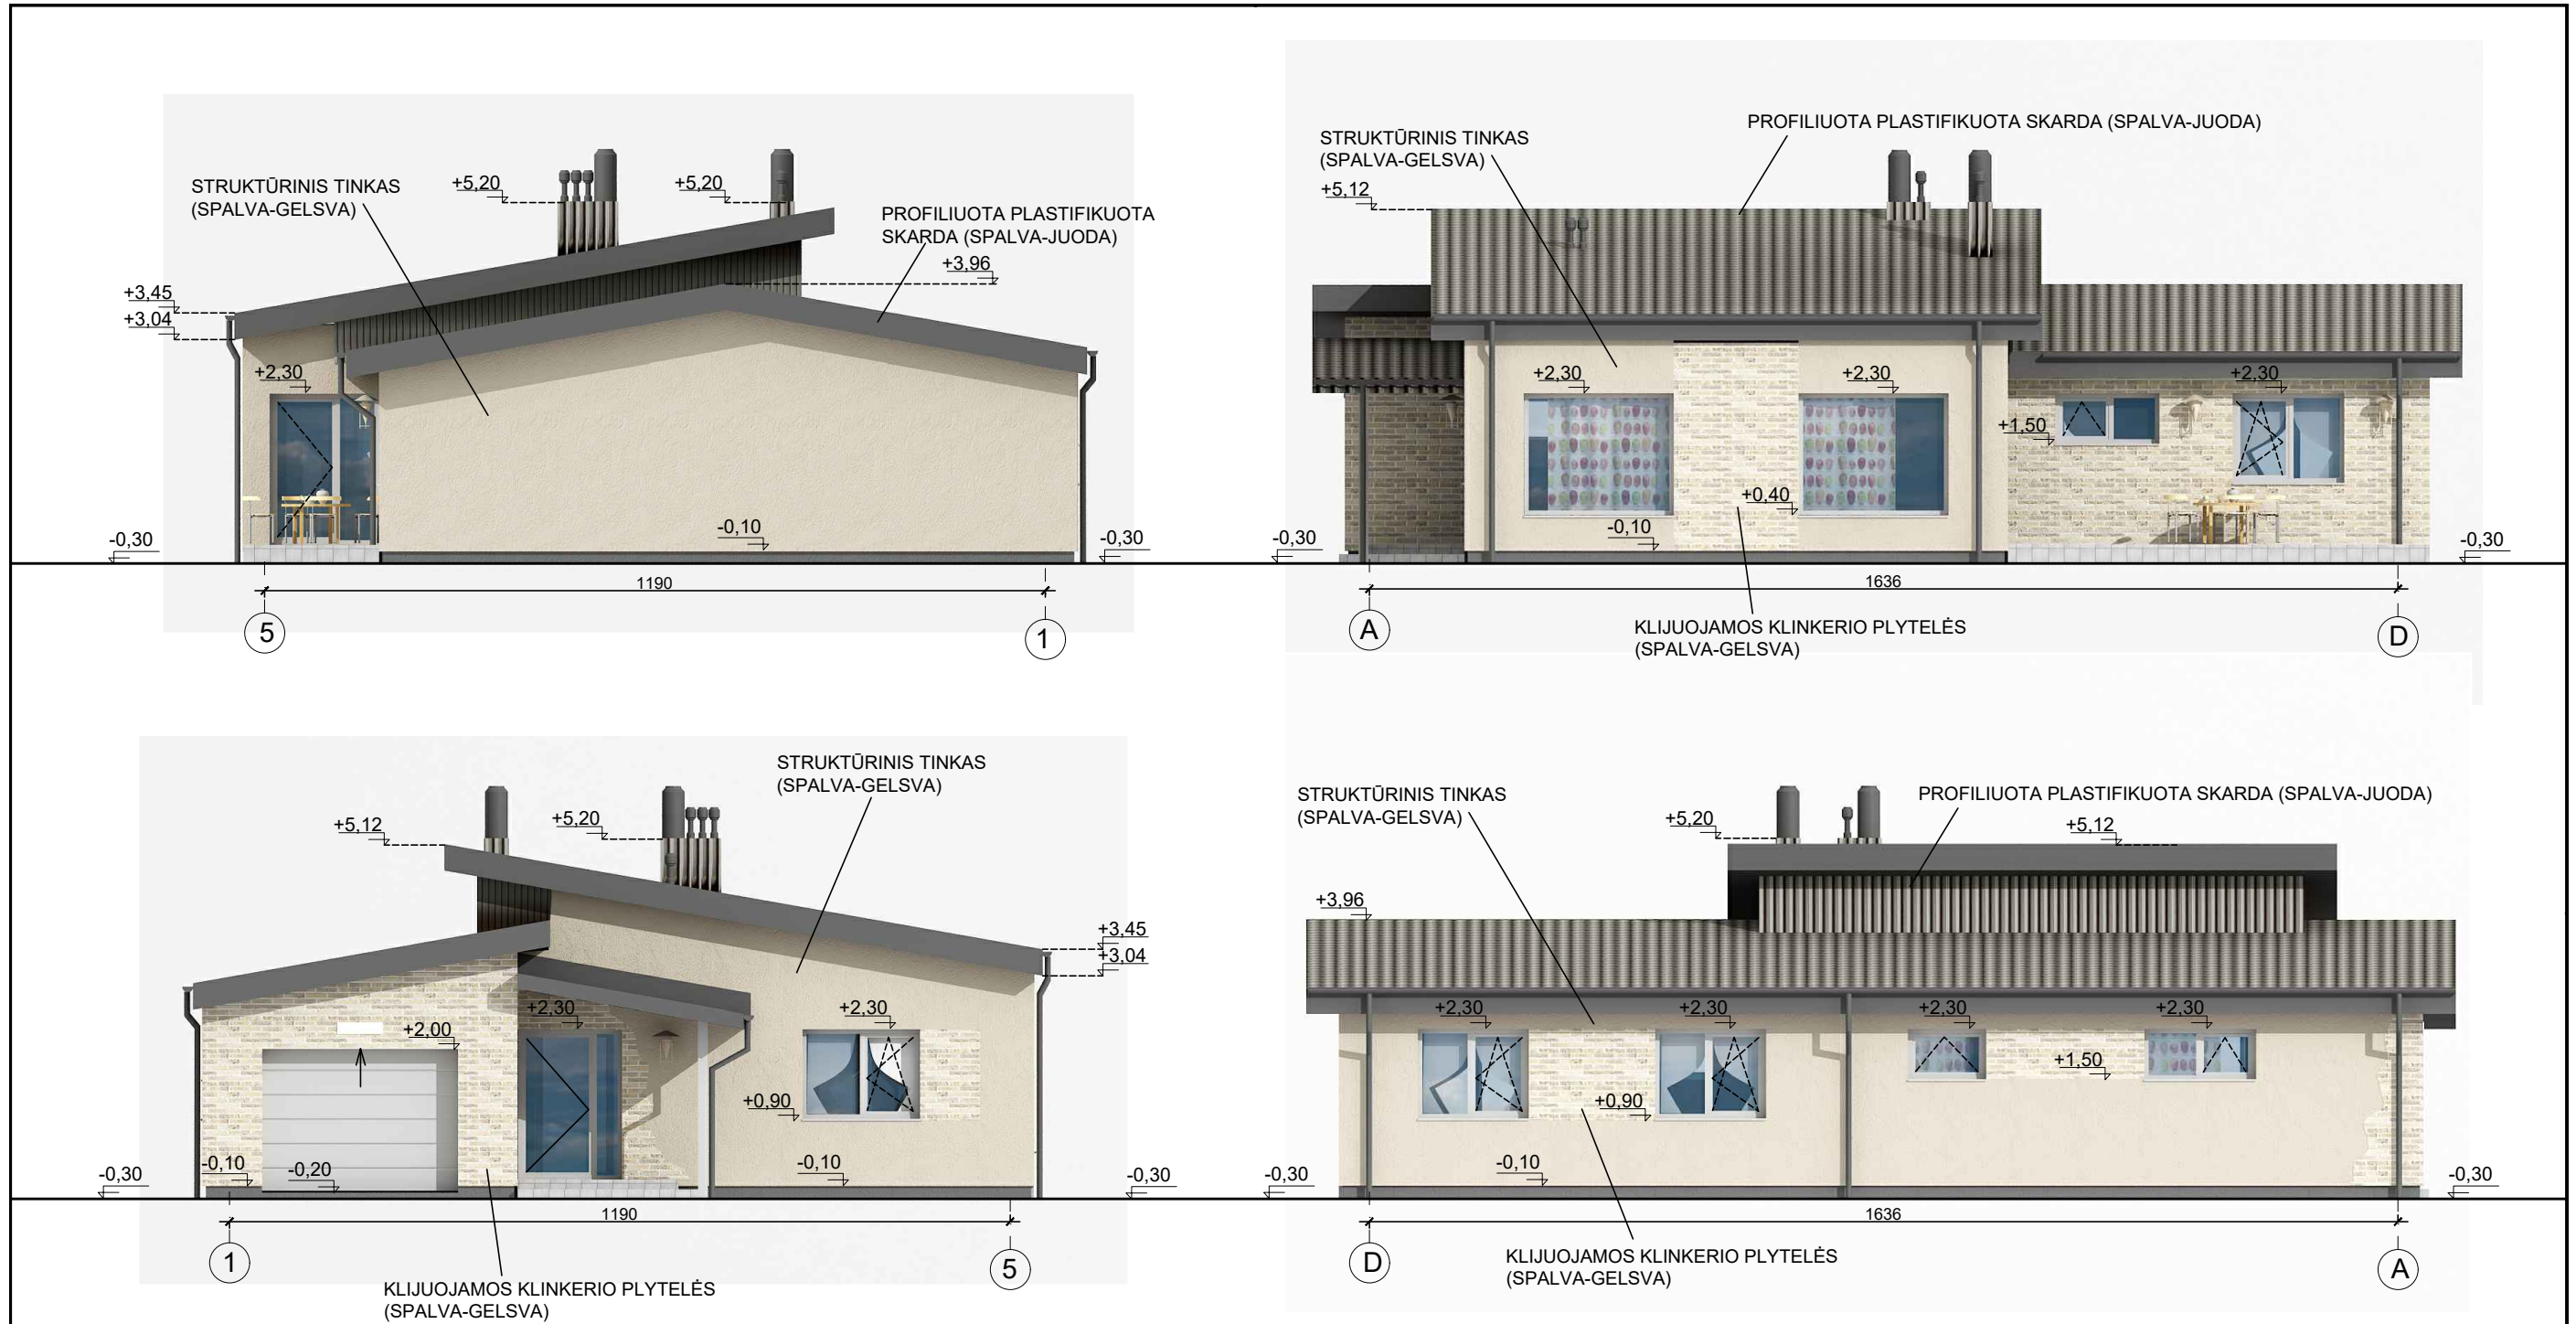 STRUKTŪRINIS TINKAS
(SPALVA-GELSVA)
+5,20
+5,20
PROFILIUOTA PLASTIFIKUOTA
SKARDA (SPALVA-JUODA)
+3,96
+3,45
+3,04
+2,30
-0,10
-0,30
-0,30
1190
5
1
STRUKTŪRINIS TINKAS
(SPALVA-GELSVA)
PROFILIUOTA PLASTIFIKUOTA SKARDA (SPALVA-JUODA)
+5,12
+2,30
+2,30
+2,30
+1,50
+0,40
-0,10
-0,30
-0,30
1636
A
D
KLIJUOJAMOS KLINKERIO PLYTELĖS
(SPALVA-GELSVA)
STRUKTŪRINIS TINKAS
(SPALVA-GELSVA)
+5,12
+5,20
+3,45
+3,04
+2,30
+2,30
+2,00
+0,90
-0,10
-0,20
-0,10
-0,30
-0,30
1190
1
5
KLIJUOJAMOS KLINKERIO PLYTELĖS
(SPALVA-GELSVA)
STRUKTŪRINIS TINKAS
(SPALVA-GELSVA)
PROFILIUOTA PLASTIFIKUOTA SKARDA (SPALVA-JUODA)
+5,20
+5,12
+3,96
+2,30
+2,30
+2,30
+2,30
+1,50
+0,90
-0,10
-0,30
-0,30
1636
D
A
KLIJUOJAMOS KLINKERIO PLYTELĖS
(SPALVA-GELSVA)